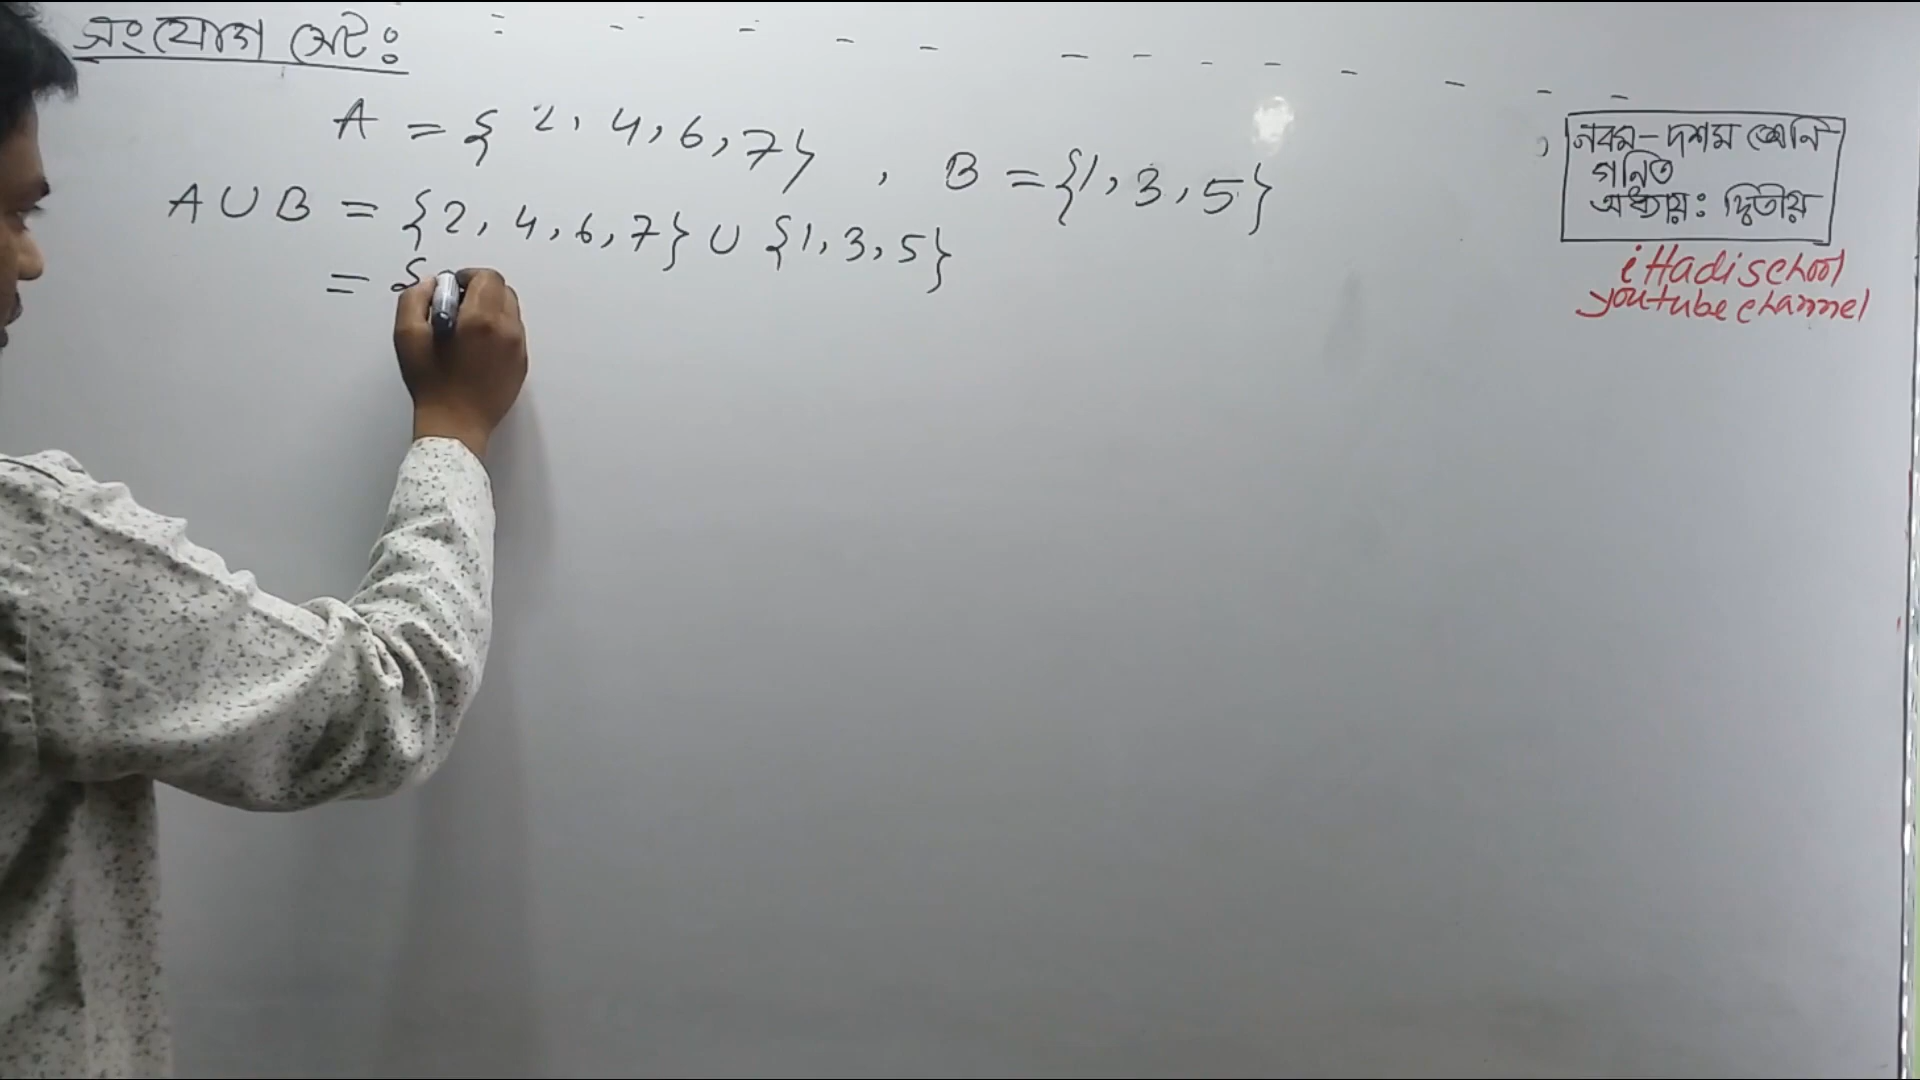 সংযোগ সেট:
A = { 2, 4, 6, 7} , B = {1, 3, 5}
A ∪ B = {2, 4, 6, 7} ∪ {1, 3, 5}
= {
নবম-দশম শ্রেনি
গনিত
অধ্যায়: দ্বিতীয়
iHadischool
youtube channel